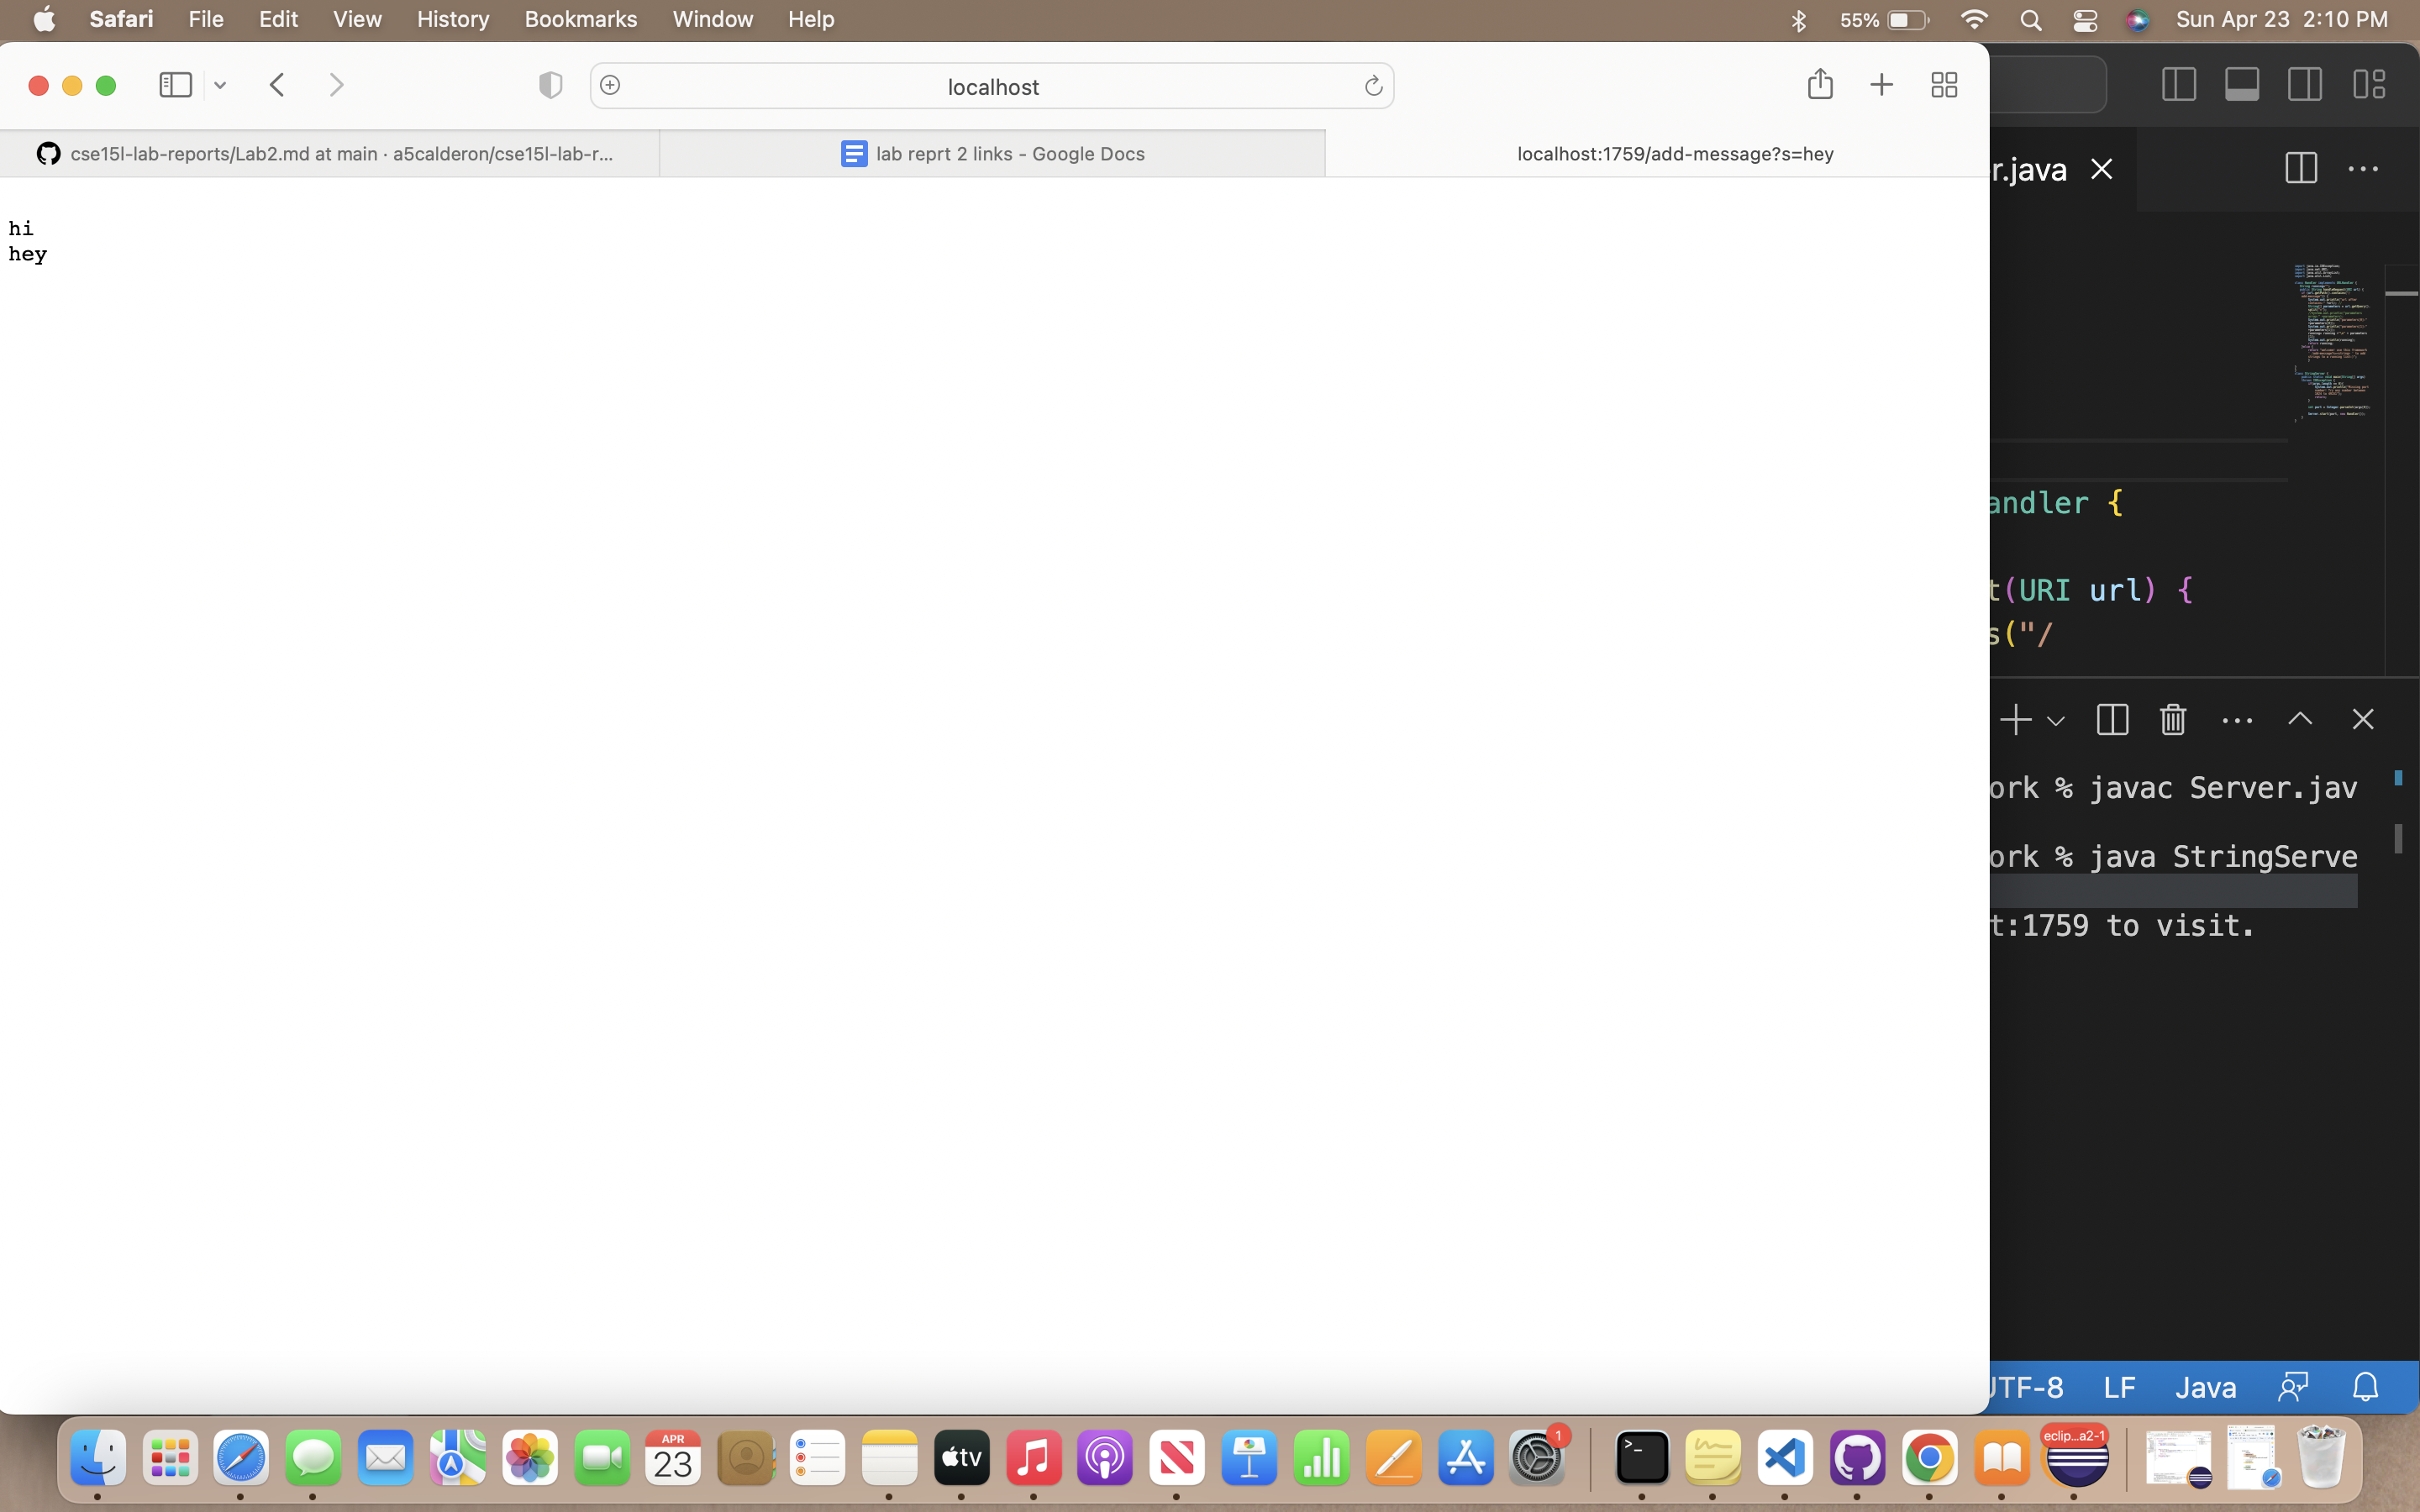 Safari File Edit View History Bookmarks Window Help 55% Sun Apr 23 2:10 PM
localhost
cse15l-lab-reports/Lab2.md at main · a5calderon/cse15l-lab-r...
lab reprt 2 links - Google Docs
localhost:1759/add-message?s=hey
hi
hey
r.java
andler {
t(URI url) {
s("/
ork % javac Server.jav
ork % java StringServe
t:1759 to visit.
UTF-8 LF Java
APR
23
tv
1
>_
eclip...a2-1